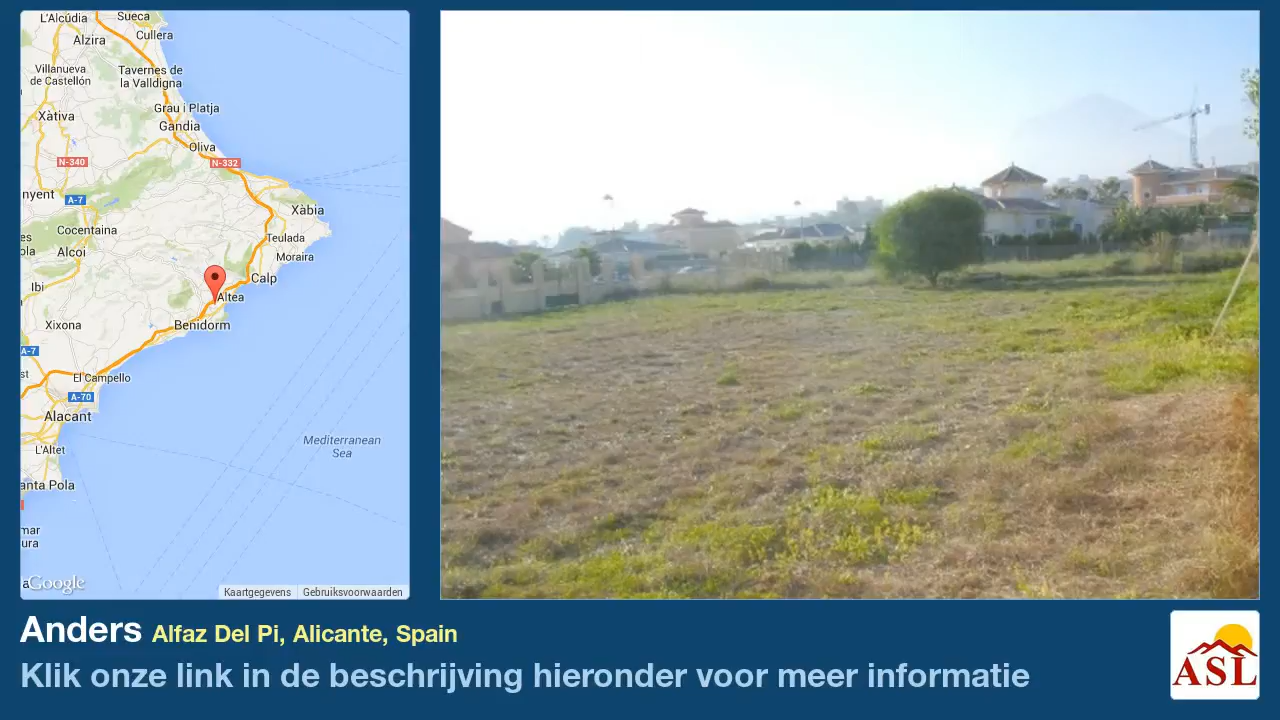 L'Alcúdia
Sueca
Alzira
Cullera
Villanueva
de Castellón
Tavernes de
la Valldigna
Xàtiva
Grau i Platja
Gandia
Oliva
N-340
N-332
nyent
A-7
Xàbia
Cocentaina
Teulada
Alcoi
Moraira
Ibi
Calp
Altea
Xixona
Benidorm
A-7
El Campello
A-70
Alacant
Mediterranean
Sea
L'Altet
anta Pola
mar
ura
Google
Kaartgegevens
Gebruiksvoorwaarden
Anders Alfaz Del Pi, Alicante, Spain
Klik onze link in de beschrijving hieronder voor meer informatie
ASL